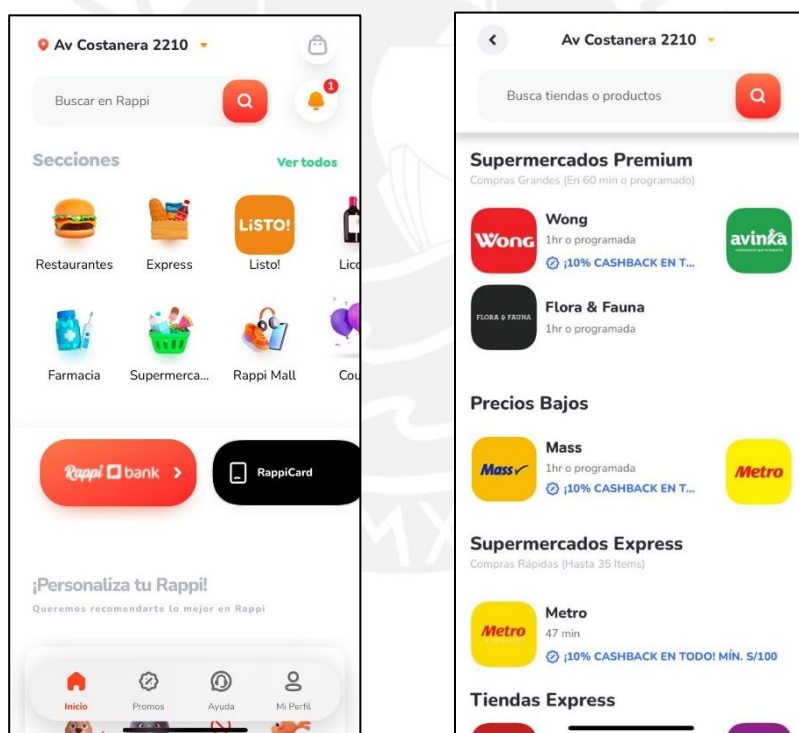 Av Costanera 2210
Buscar en Rappi
1
Secciones
Ver todos
LiSTO!
Restaurantes
Express
Listo!
Lico
Farmacia
Supermerca...
Rappi Mall
Cou
Rappi bank
RappiCard
¡Personaliza tu Rappi!
Queremos recomendarte lo mejor en Rappi
Inicio
Promos
Ayuda
Mi Perfil
Av Costanera 2210
Busca tiendas o productos
Supermercados Premium
Compras Grandes (En 60 min o programado)
Wong
Wong
1hr o programada
¡10% CASHBACK EN T...
avinka
FLORA & FAUNA
Flora & Fauna
1hr o programada
Precios Bajos
Mass
Mass
1hr o programada
¡10% CASHBACK EN T...
Metro
Supermercados Express
Compras Rápidas (Hasta 35 Items)
Metro
Metro
47 min
¡10% CASHBACK EN TODO! MÍN. S/100
Tiendas Express